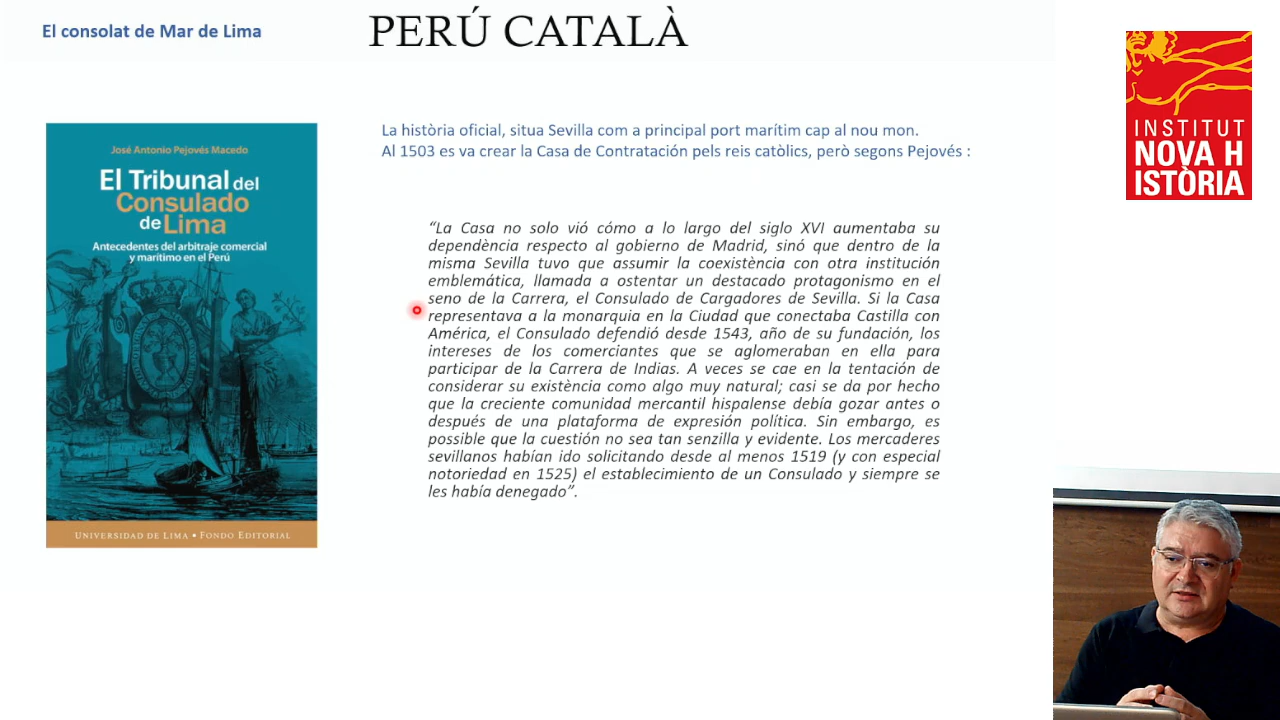 El consolat de Mar de Lima
PERÚ CATALÀ
INSTITUT
NOVA H
ISTÒRIA
José Antonio Pejovés Macedo
El Tribunal del
Consulado
de Lima
Antecedentes del arbitraje comercial
y marítimo en el Perú
UNIVERSIDAD DE LIMA • FONDO EDITORIAL
La història oficial, situa Sevilla com a principal port marítim cap al nou mon.
Al 1503 es va crear la Casa de Contratación pels reis catòlics, però segons Pejovés :
“La Casa no solo vió cómo a lo largo del siglo XVI aumentaba su
dependència respecto al gobierno de Madrid, sinó que dentro de la
misma Sevilla tuvo que assumir la coexistència con otra institución
emblemática, llamada a ostentar un destacado protagonismo en el
seno de la Carrera, el Consulado de Cargadores de Sevilla. Si la Casa
representava a la monarquia en la Ciudad que conectaba Castilla con
América, el Consulado defendió desde 1543, año de su fundación, los
intereses de los comerciantes que se aglomeraban en ella para
participar de la Carrera de Indias. A veces se cae en la tentación de
considerar su existència como algo muy natural; casi se da por hecho
que la creciente comunidad mercantil hispalense debía gozar antes o
después de una plataforma de expresión política. Sin embargo, es
possible que la cuestión no sea tan senzilla y evidente. Los mercaderes
sevillanos habían ido solicitando desde al menos 1519 (y con especial
notoriedad en 1525) el establecimiento de un Consulado y siempre se
les había denegado”.